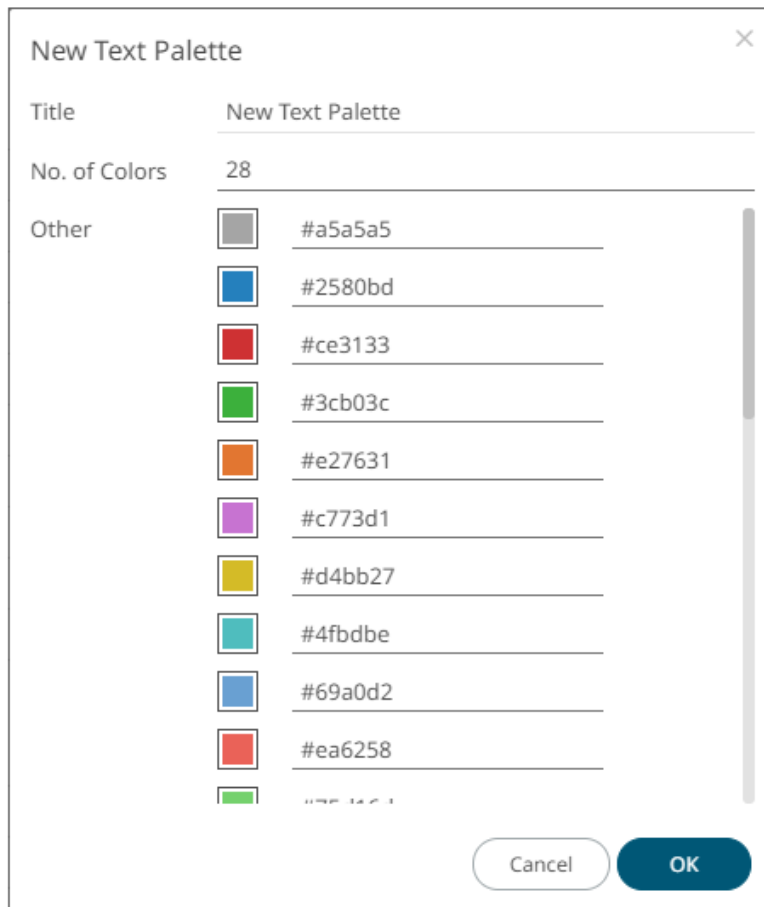 New Text Palette
Title New Text Palette
No. of Colors 28
Other #a5a5a5
#2580bd
#ce3133
#3cb03c
#e27631
#c773d1
#d4bb27
#4fbdbe
#69a0d2
#ea6258
Cancel OK